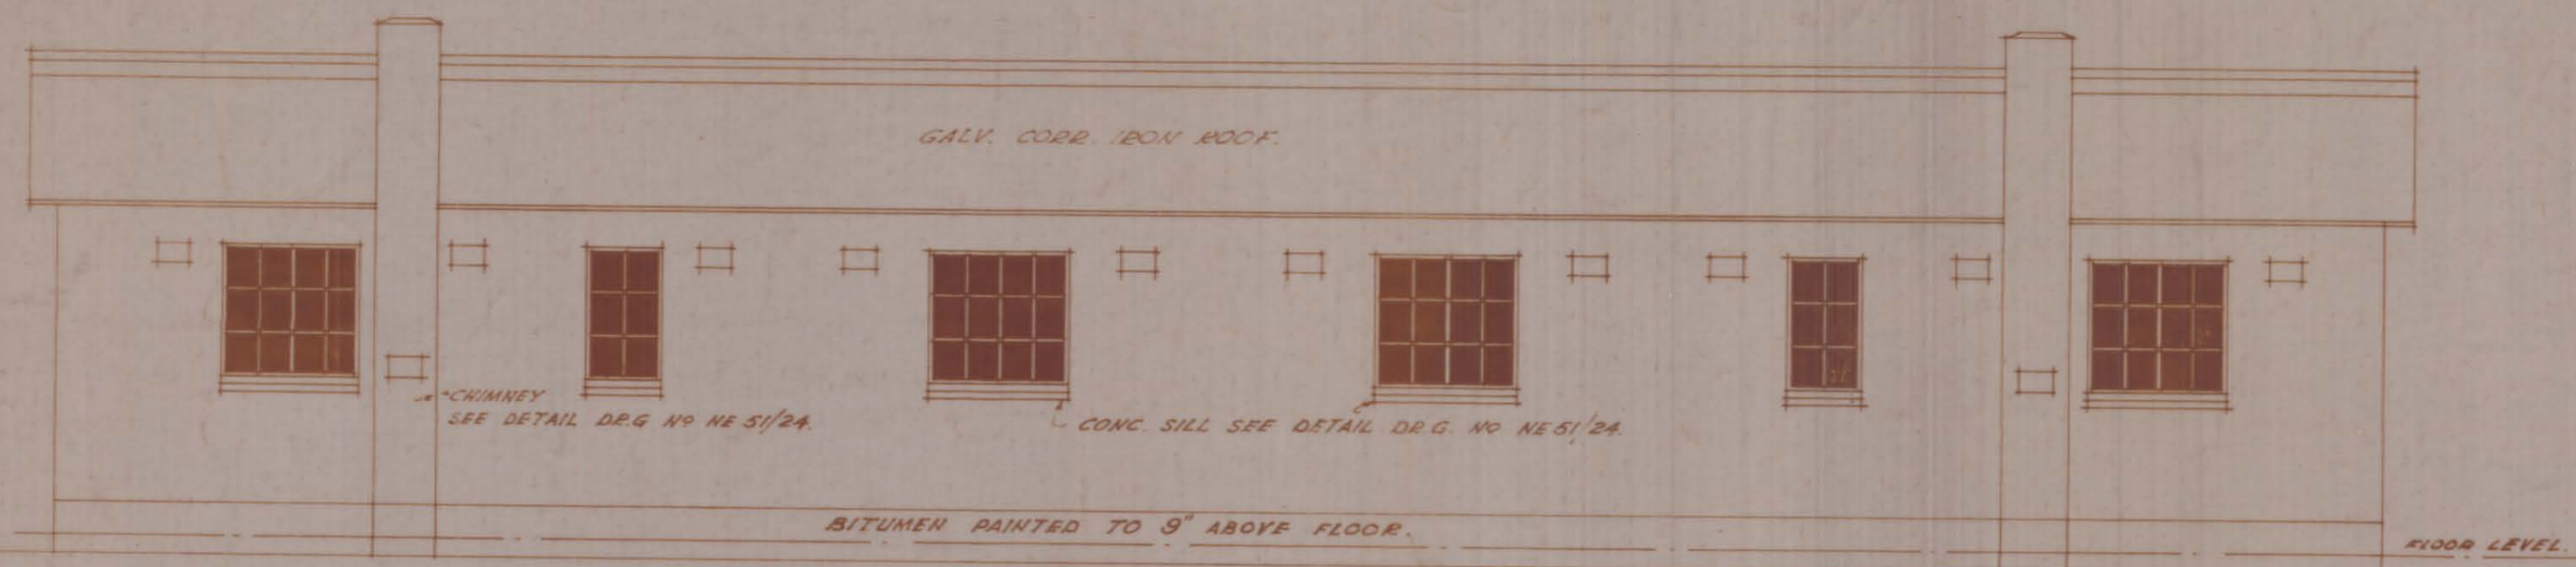 GALV. CORR. IRON ROOF.
CHIMNEY
SEE DETAIL DR.G Nº NE 51/24.
CONC. SILL SEE DETAIL DR.G. Nº NE 51/24.
BITUMEN PAINTED TO 9" ABOVE FLOOR.
FLOOR LEVEL.